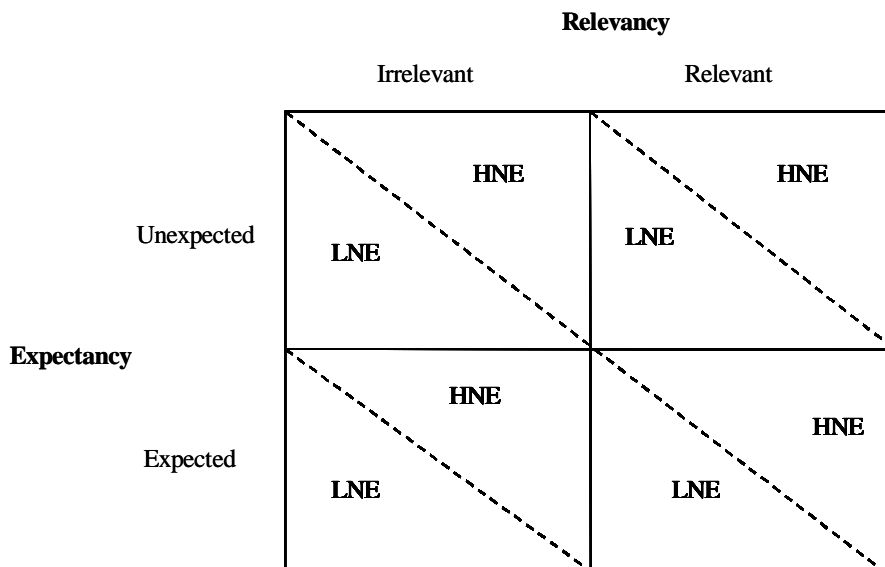 Relevancy
Irrelevant Relevant
HNE HNE
Unexpected LNE LNE
Expectancy
HNE HNE
Expected LNE LNE